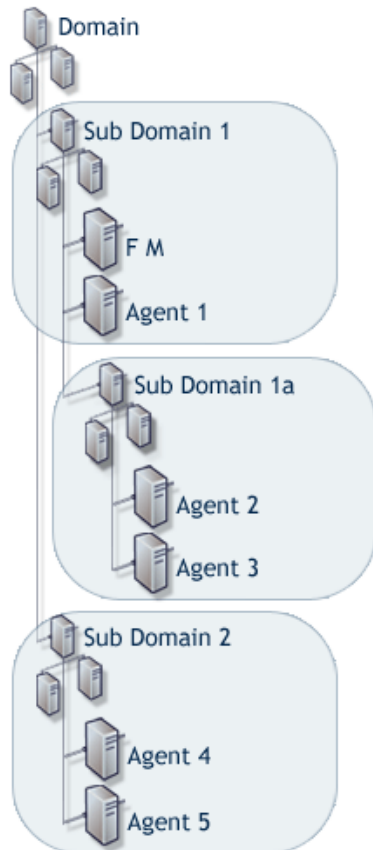 Domain
Sub Domain 1
F M
Agent 1
Sub Domain 1a
Agent 2
Agent 3
Sub Domain 2
Agent 4
Agent 5